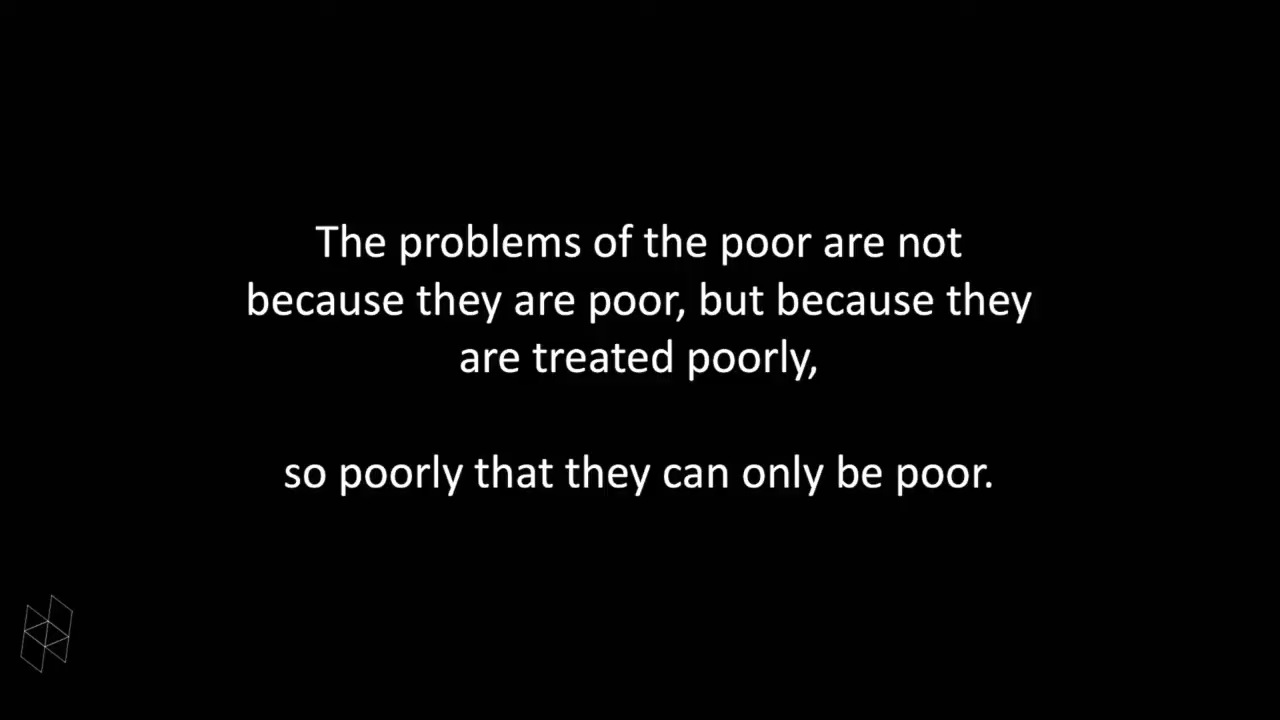 The problems of the poor are not
because they are poor, but because they
are treated poorly,
so poorly that they can only be poor.